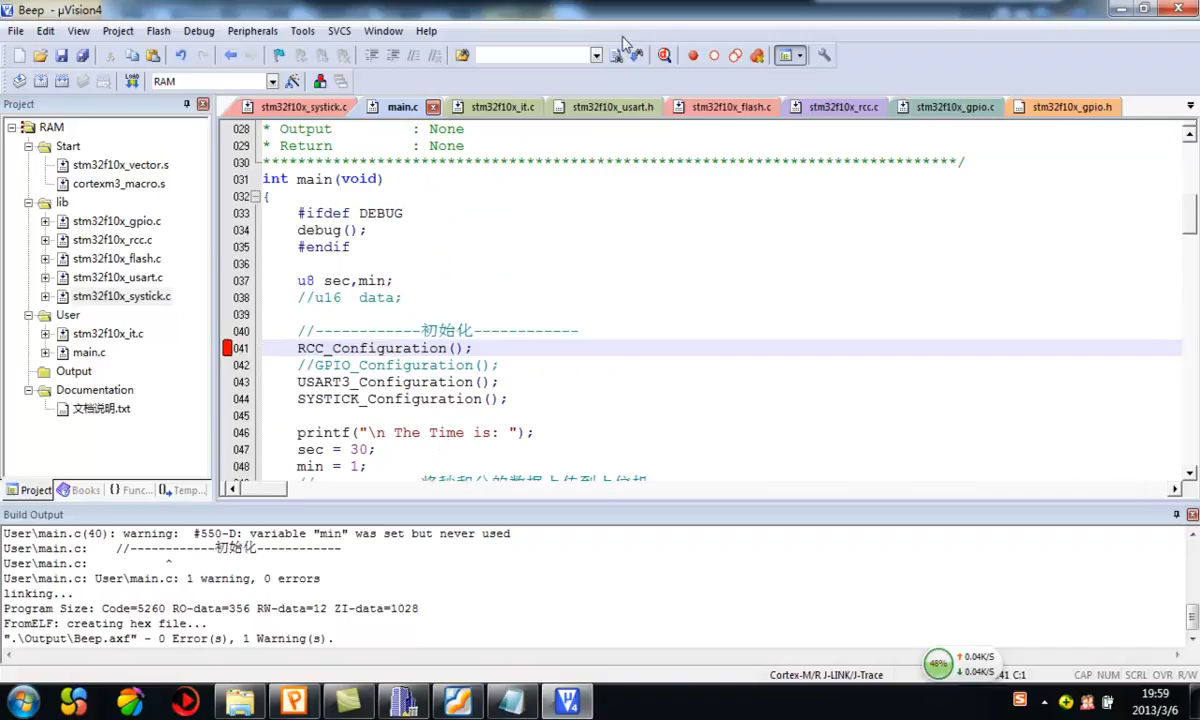 Beep - µVision4
File Edit View Project Flash Debug Peripherals Tools SVCS Window Help
LOAD RAM
Project
stm32f10x_systick.c main.c stm32f10x_it.c stm32f10x_usart.h stm32f10x_flash.c stm32f10x_rcc.c stm32f10x_gpio.c stm32f10x_gpio.h
RAM
Start
stm32f10x_vector.s
cortexm3_macro.s
lib
stm32f10x_gpio.c
stm32f10x_rcc.c
stm32f10x_flash.c
stm32f10x_usart.c
stm32f10x_systick.c
User
stm32f10x_it.c
main.c
Output
Documentation
文档说明.txt
Project Books {} Func... Temp...
028 * Output : None
029 * Return : None
030 *******************************************************************************/
031 int main(void)
032 {
033 #ifdef DEBUG
034 debug();
035 #endif
036
037 u8 sec,min;
038 //u16 data;
039
040 //------------初始化------------
041 RCC_Configuration();
042 //GPIO_Configuration();
043 USART3_Configuration();
044 SYSTICK_Configuration();
045
046 printf("\n The Time is: ");
047 sec = 30;
048 min = 1;
Build Output
User\main.c(40): warning: #550-D: variable "min" was set but never used
User\main.c: //------------初始化------------
User\main.c: ^
User\main.c: User\main.c: 1 warning, 0 errors
linking...
Program Size: Code=5260 RO-data=356 RW-data=12 ZI-data=1028
FromELF: creating hex file...
".\Output\Beep.axf" - 0 Error(s), 1 Warning(s).
48% ↑ 0.04K/S
↓ 0.04K/S
Cortex-M/R J-LINK/J-Trace :41 C:1 CAP NUM SCRL OVR R/W
19:59
2013/3/6